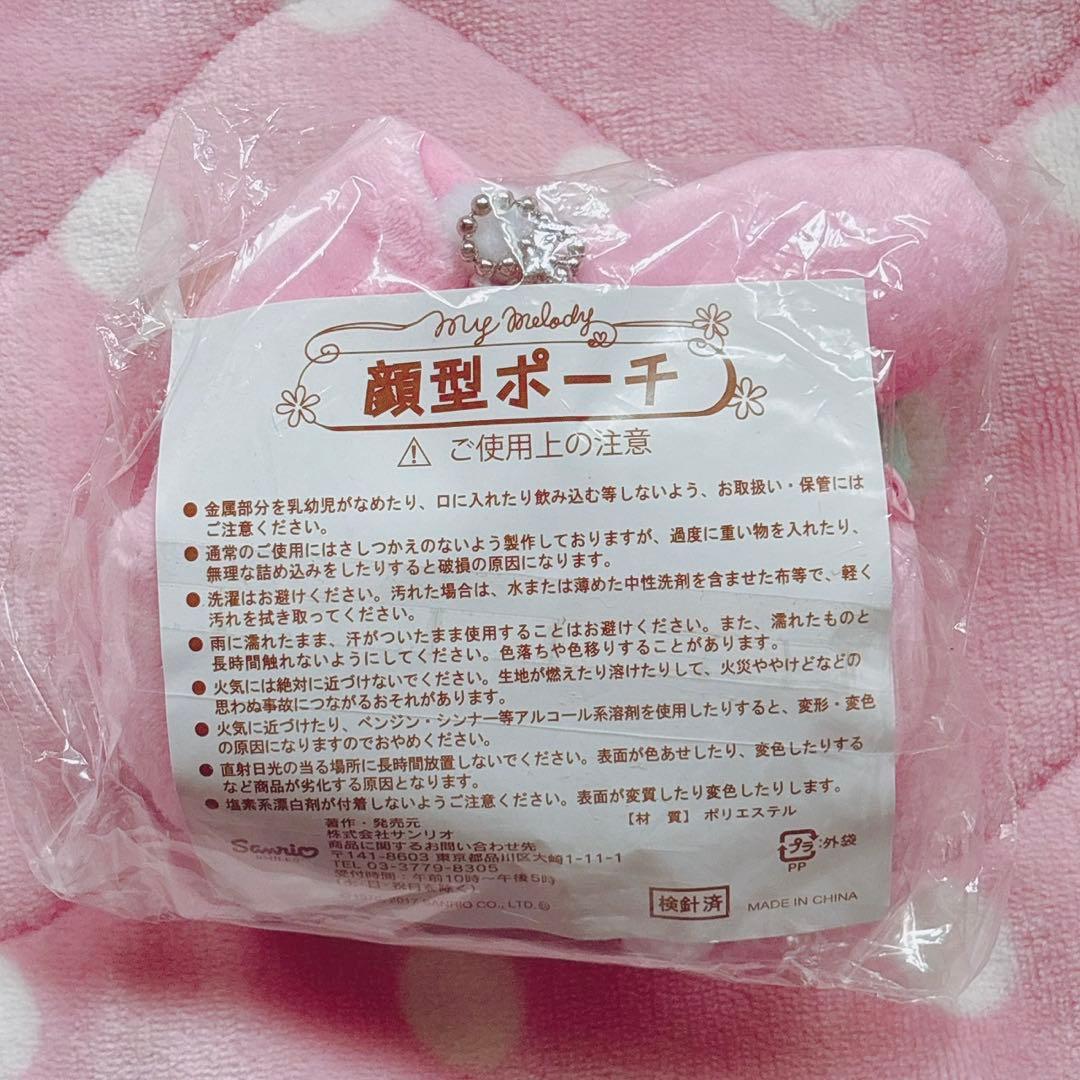 my melody
顔型ポーチ
⚠ ご使用上の注意
● 金属部分を乳幼児がなめたり、口に入れたり飲み込む等しないよう、お取扱い・保管には
ご注意ください。
● 通常のご使用にはさしつかえのないよう製作しておりますが、過度に重い物を入れたり、
無理な詰め込みをしたりすると破損の原因になります。
● 洗濯はお避けください。汚れた場合は、水または薄めた中性洗剤を含ませた布等で、軽く
汚れを拭き取ってください。
● 雨に濡れたまま、汗がついたまま使用することはお避けください。また、濡れたものと
長時間触れないようにしてください。色落ちや色移りすることがあります。
● 火気には絶対に近づけないでください。生地が燃えたり溶けたりして、火災ややけどなどの
思わぬ事故につながるおそれがあります。
● 火気に近づけたり、ベンジン・シンナー等アルコール系溶剤を使用したりすると、変形・変色
の原因になりますのでおやめください。
● 直射日光の当る場所に長時間放置しないでください。表面が色あせしたり、変色したりする
など商品が劣化する原因となります。
● 塩素系漂白剤が付着しないようご注意ください。表面が変質したり変色したりします。
【材 質】 ポリエステル
著作・発売元
株式会社サンリオ
商品に関するお問い合わせ先
〒141-8603 東京都品川区大崎1-11-1
TEL 03-3779-8305
受付時間：午前10時～午後5時
(土・日・祝日を除く)
Sanrio
SMILES
2017 SANRIO CO., LTD.
プラ :外袋
PP
検針済
MADE IN CHINA